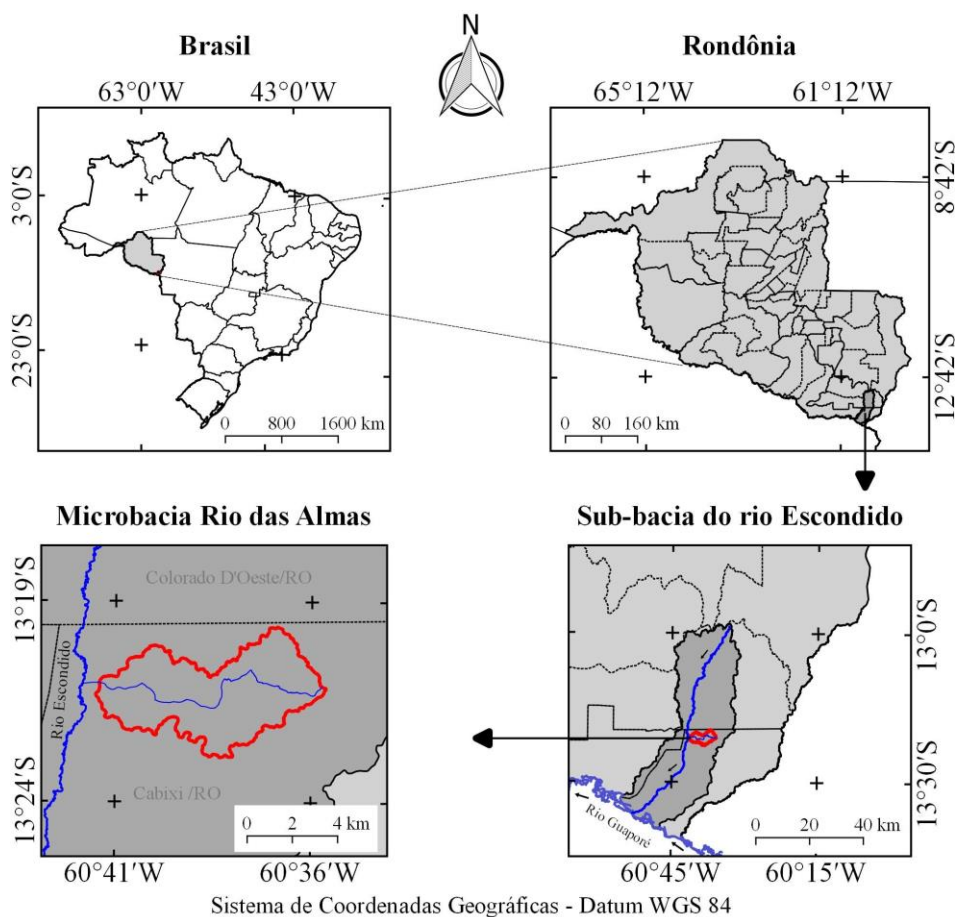 Brasil
N
Rondônia
63°0'W 43°0'W
65°12'W 61°12'W
3°0'S
23°0'S
8°42'S
12°42'S
0 800 1600 km
0 80 160 km
Microbacia Rio das Almas
Sub-bacia do rio Escondido
13°19'S
13°24'S
Colorado D'Oeste/RO
Rio Escondido
Cabixi /RO
0 2 4 km
60°41'W 60°36'W
13°0'S
13°30'S
Rio Guaporé
0 20 40 km
60°45'W 60°15'W
Sistema de Coordenadas Geográficas - Datum WGS 84